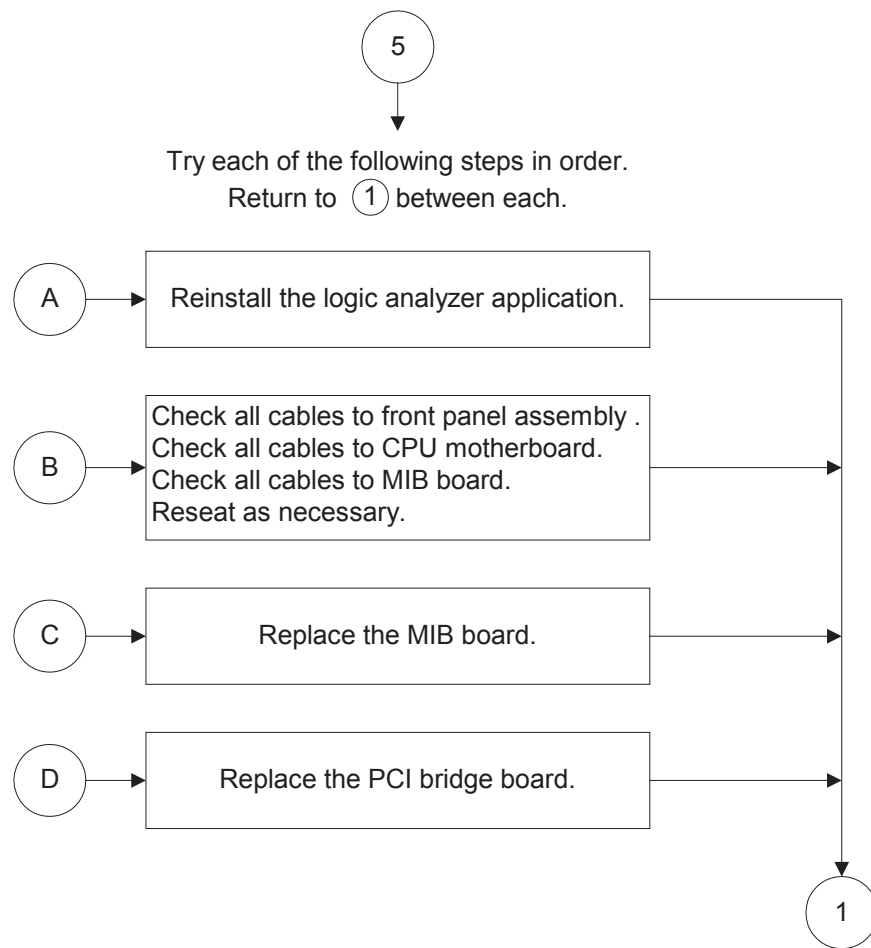 5
Try each of the following steps in order.
Return to 1 between each.
A
Reinstall the logic analyzer application.
B
Check all cables to front panel assembly .
Check all cables to CPU motherboard.
Check all cables to MIB board.
Reseat as necessary.
C
Replace the MIB board.
D
Replace the PCI bridge board.
1